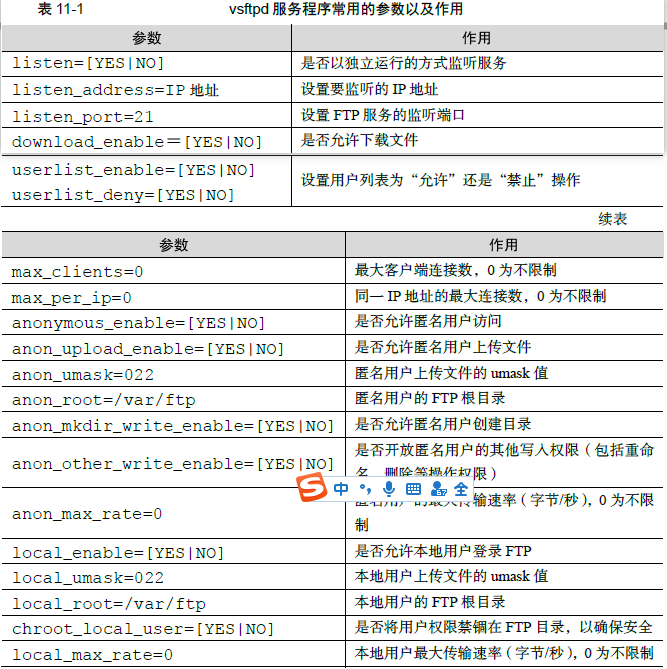 表 11-1 vsftpd 服务程序常用的参数以及作用
参数 作用
listen=[YES|NO] 是否以独立运行的方式监听服务
listen_address=IP 地址 设置要监听的 IP 地址
listen_port=21 设置 FTP 服务的监听端口
download_enable＝[YES|NO] 是否允许下载文件
userlist_enable=[YES|NO]
userlist_deny=[YES|NO]
设置用户列表为“允许”还是“禁止”操作
续表
参数 作用
max_clients=0 最大客户端连接数，0 为不限制
max_per_ip=0 同一 IP 地址的最大连接数，0 为不限制
anonymous_enable=[YES|NO] 是否允许匿名用户访问
anon_upload_enable=[YES|NO] 是否允许匿名用户上传文件
anon_umask=022 匿名用户上传文件的 umask 值
anon_root=/var/ftp 匿名用户的 FTP 根目录
anon_mkdir_write_enable=[YES|NO] 是否允许匿名用户创建目录
anon_other_write_enable=[YES|NO] 是否开放匿名用户的其他写入权限（包括重命
名、删除等操作权限）
S 中 全
anon_max_rate=0 匿名用户的最大传输速率（字节/秒），0 为不限
制
local_enable=[YES|NO] 是否允许本地用户登录 FTP
local_umask=022 本地用户上传文件的 umask 值
local_root=/var/ftp 本地用户的 FTP 根目录
chroot_local_user=[YES|NO] 是否将用户权限禁锢在 FTP 目录，以确保安全
local_max_rate=0 本地用户最大传输速率（字节/秒），0 为不限制